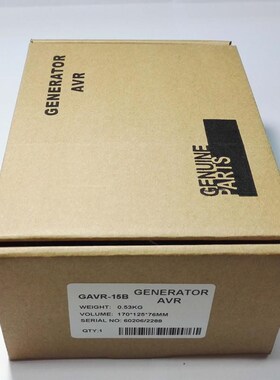 GENERATOR
AVR
GENUINE
PARTS
GAVR-15B
GENERATOR
AVR
WEIGHT: 0.53KG
VOLUME: 170*125*76MM
SERIAL NO: 60206/2286
QTY:1